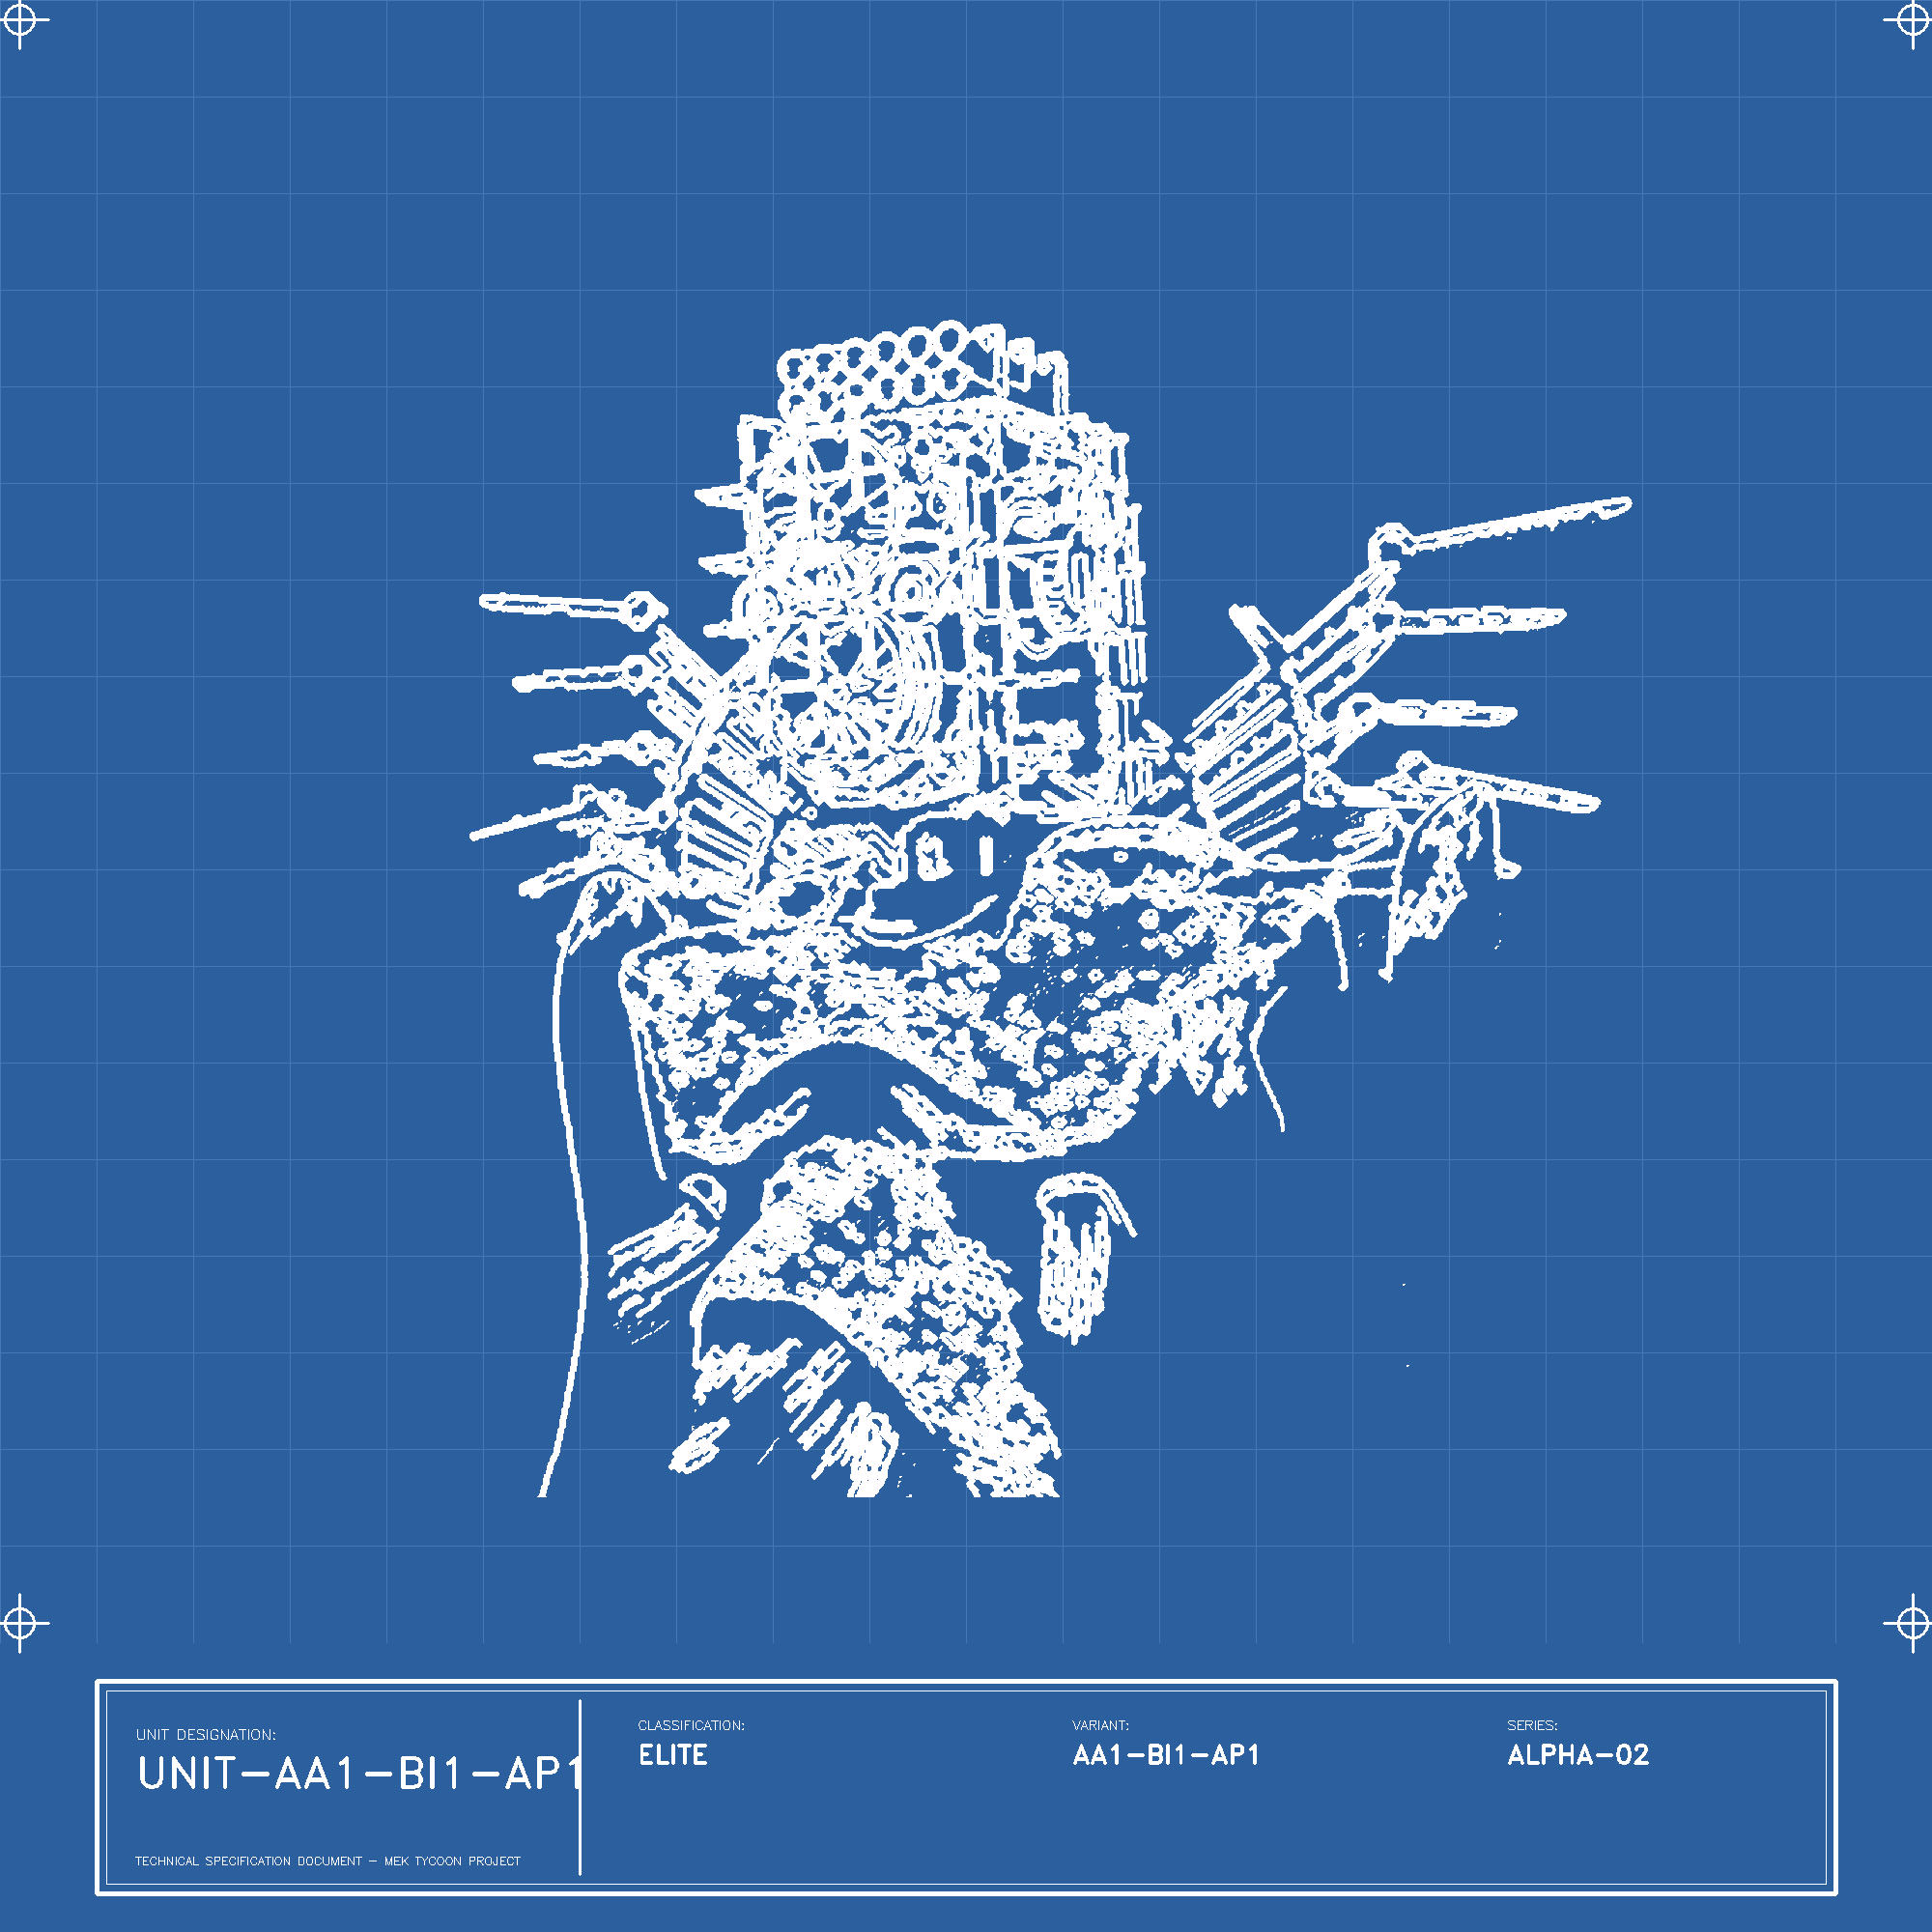 UNIT DESIGNATION:
UNIT-AA1-BI1-AP1
TECHNICAL SPECIFICATION DOCUMENT - MEK TYCOON PROJECT
CLASSIFICATION:
ELITE
VARIANT:
AA1-BI1-AP1
SERIES:
ALPHA-02